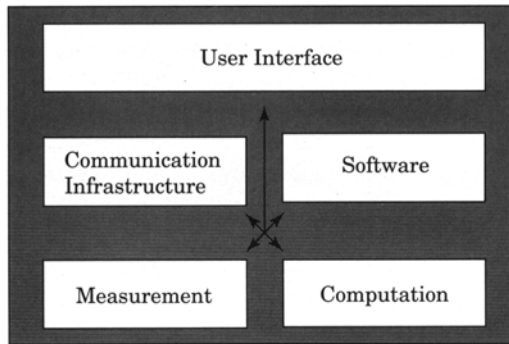 User Interface
Communication
Infrastructure
Software
Measurement
Computation